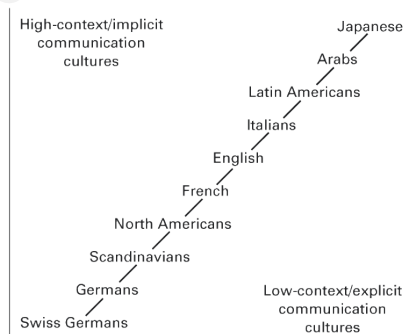 High-context/implicit
communication
cultures
Japanese
Arabs
Latin Americans
Italians
English
French
North Americans
Scandinavians
Germans
Swiss Germans
Low-context/explicit
communication
cultures